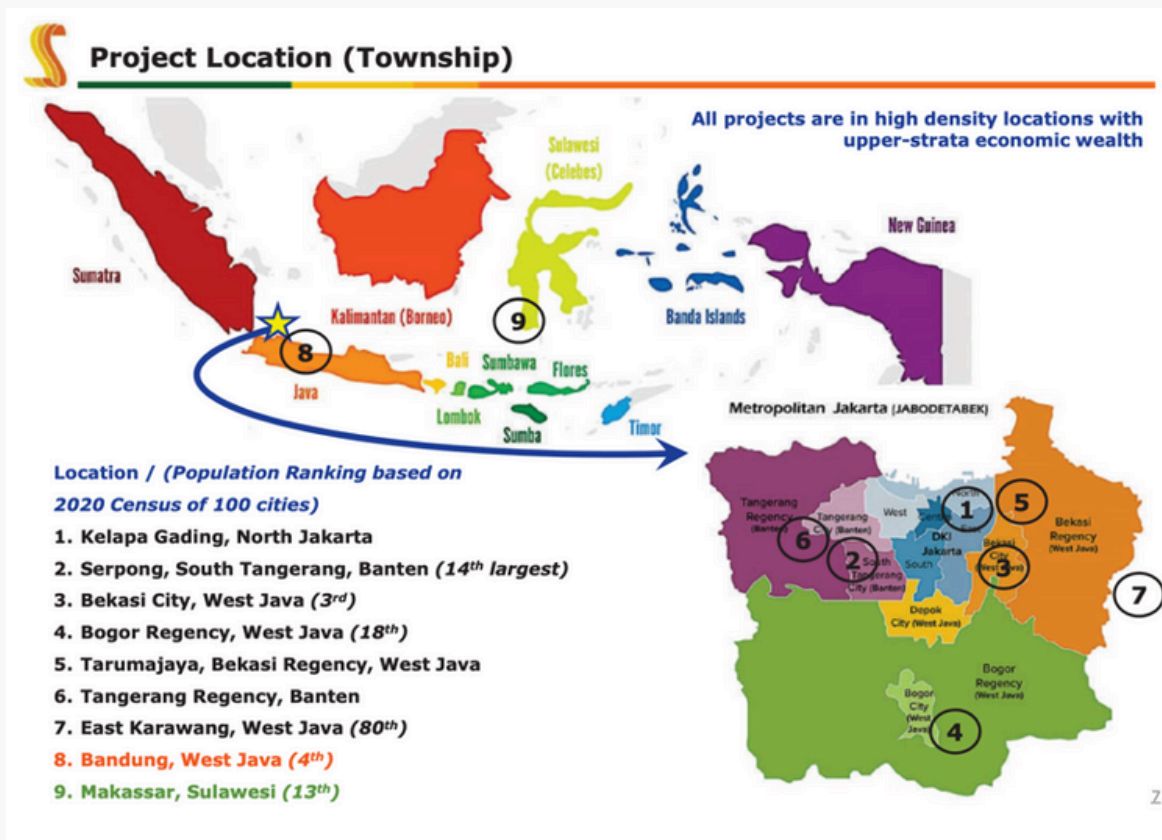 Project Location (Township)
All projects are in high density locations with
upper-strata economic wealth
Sulawesi
(Celebes)
New Guinea
Sumatra
Kalimantan (Borneo)
9
Banda Islands
8
Bali
Sumbawa
Flores
Java
Lombok
Sumba
Timor
Metropolitan Jakarta (JABODETABEK)
Location / (Population Ranking based on
2020 Census of 100 cities)
1. Kelapa Gading, North Jakarta
2. Serpong, South Tangerang, Banten (14th largest)
3. Bekasi City, West Java (3rd)
4. Bogor Regency, West Java (18th)
5. Tarumajaya, Bekasi Regency, West Java
6. Tangerang Regency, Banten
7. East Karawang, West Java (80th)
8. Bandung, West Java (4th)
9. Makassar, Sulawesi (13th)
Tangerang
Regency
(Banten)
Tangerang
City (Banten)
West
North
1
5
Bekasi
Regency
(West Java)
6
2
South
Tangerang
City (Banten)
DKI
Jakarta
South
Bekasi
City
(West Java)
3
7
Depok
City (West Java)
Bogor
Regency
(West Java)
Bogor
City
(West
Java)
4